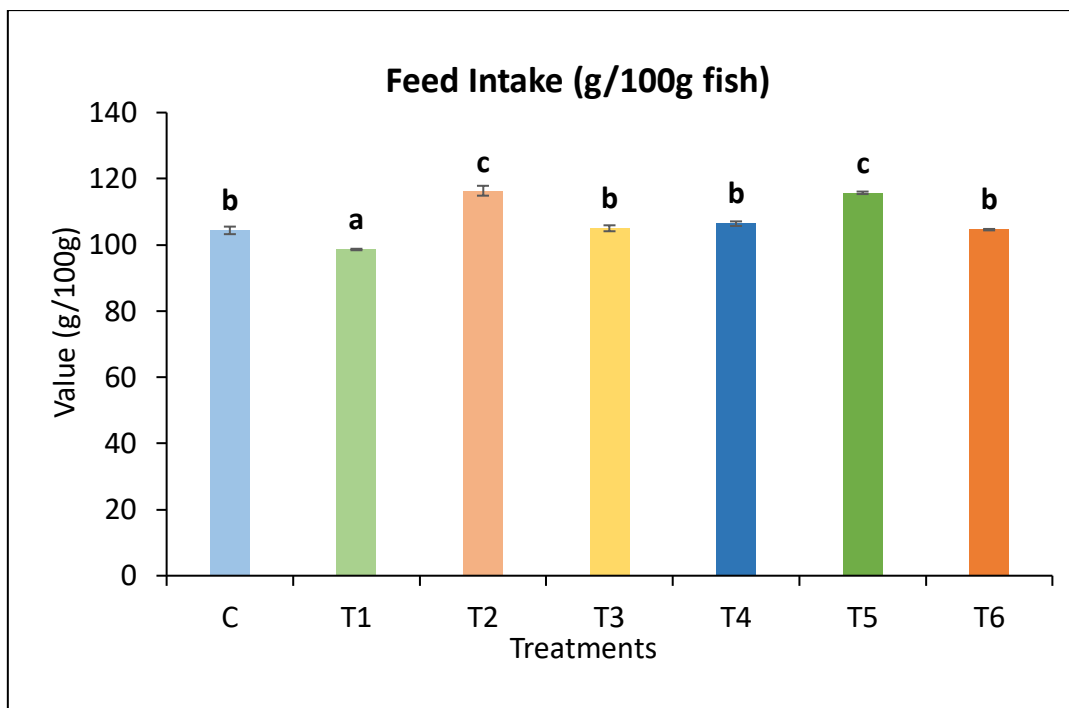 Feed Intake (g/100g fish)
140
120
100
80
60
40
20
0
Value (g/100g)
b
a
c
b
b
c
b
C T1 T2 T3 T4 T5 T6
Treatments